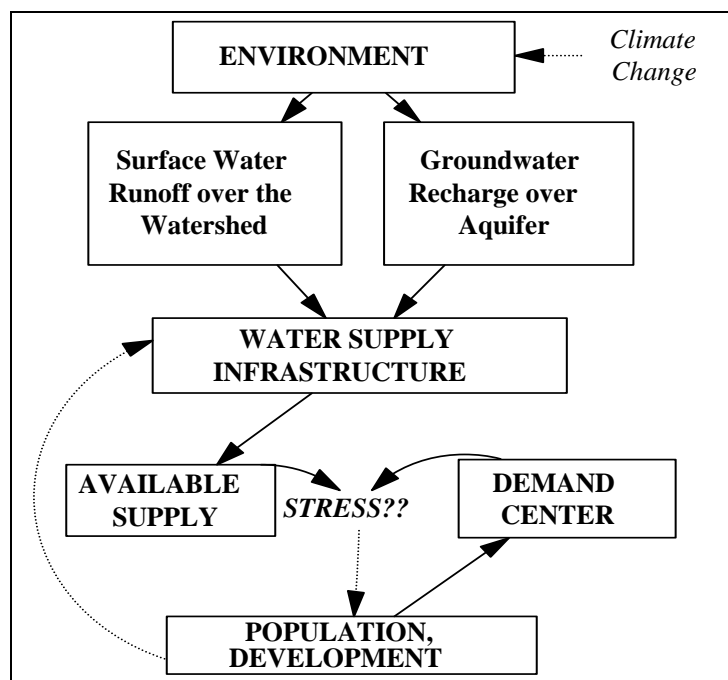 ENVIRONMENT
Climate
Change
Surface Water
Runoff over the
Watershed
Groundwater
Recharge over
Aquifer
WATER SUPPLY
INFRASTRUCTURE
AVAILABLE
SUPPLY
STRESS??
DEMAND
CENTER
POPULATION,
DEVELOPMENT